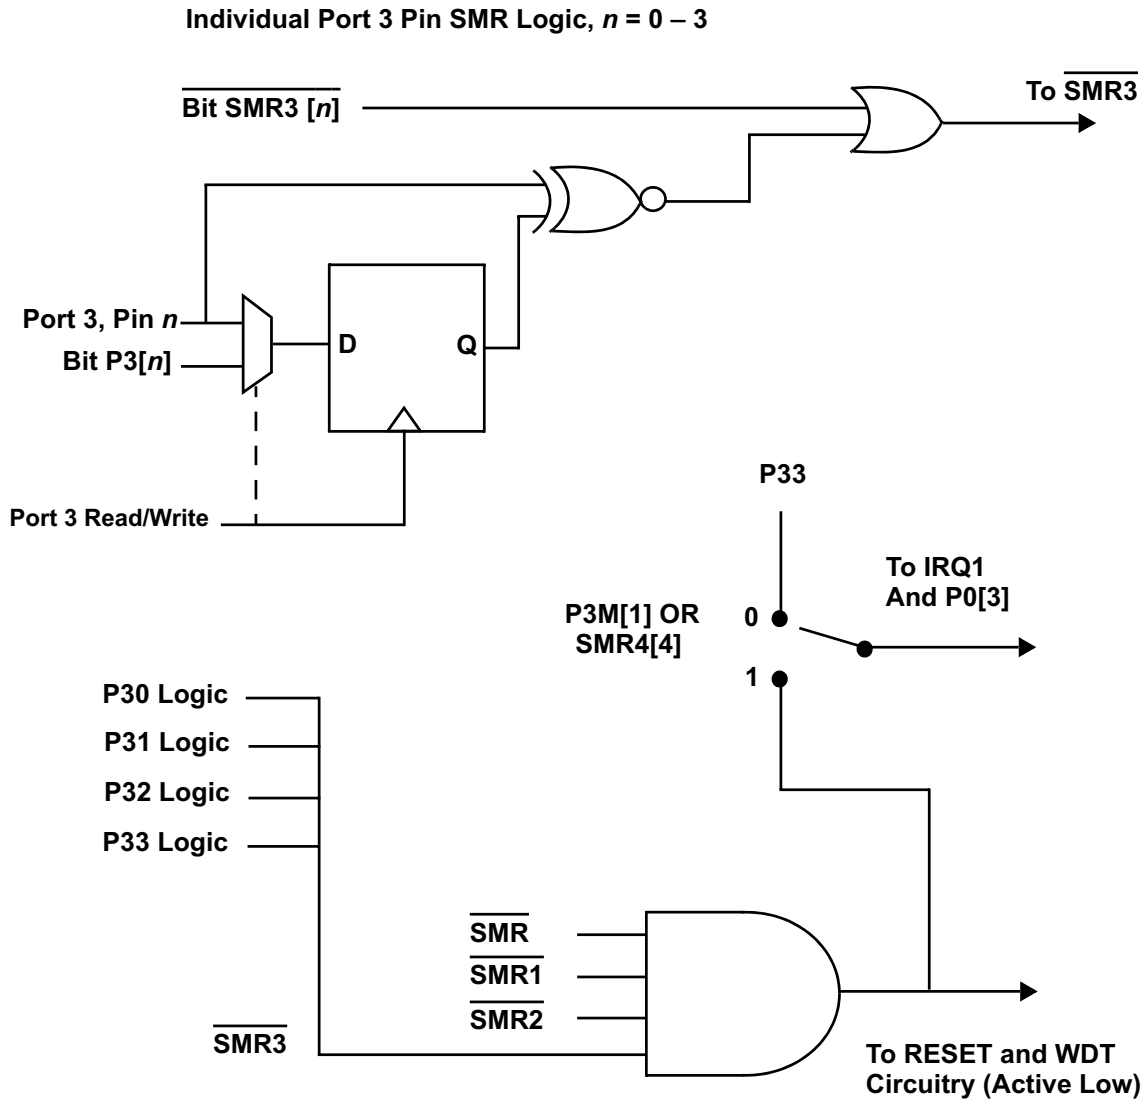 Individual Port 3 Pin SMR Logic, n = 0 – 3
Bit SMR3 [n]
To SMR3
Port 3, Pin n
Bit P3[n]
D
Q
Port 3 Read/Write
P33
To IRQ1
And P0[3]
P3M[1] OR
SMR4[4]
0
1
P30 Logic
P31 Logic
P32 Logic
P33 Logic
SMR
SMR1
SMR2
SMR3
To RESET and WDT
Circuitry (Active Low)